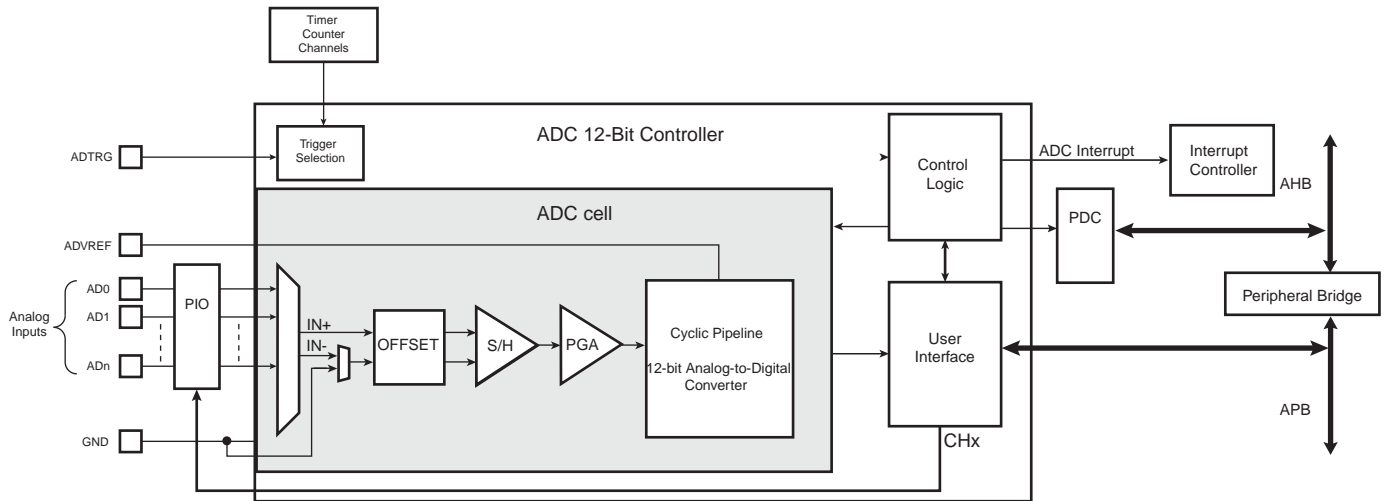 Timer
Counter
Channels
ADC 12-Bit Controller
ADTRG
Trigger
Selection
Control
Logic
ADC Interrupt
Interrupt
Controller
AHB
ADC cell
PDC
ADVREF
Analog
Inputs
AD0
AD1
ADn
PIO
IN+
IN-
OFFSET
S/H
PGA
Cyclic Pipeline
12-bit Analog-to-Digital
Converter
User
Interface
Peripheral Bridge
APB
GND
CHx